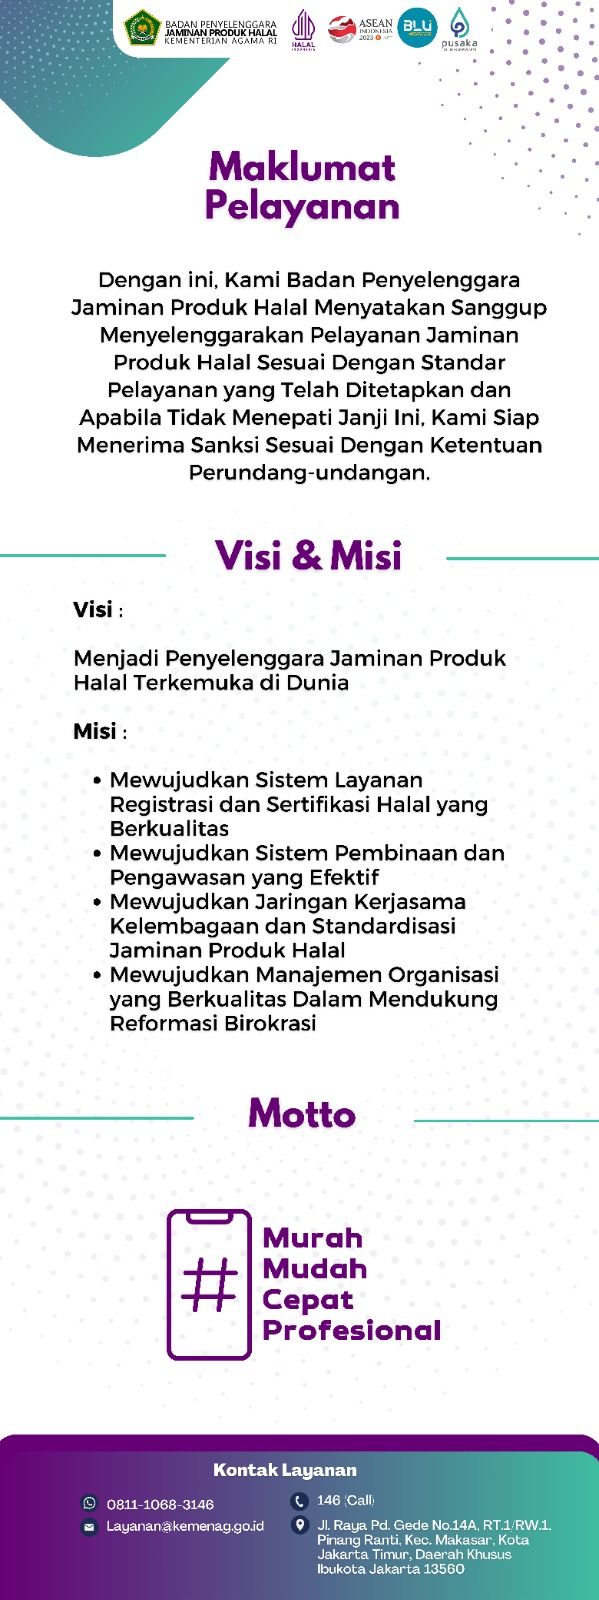 BADAN PENYELENGGARA
JAMINAN PRODUK HALAL
KEMENTERIAN AGAMA RI
HALAL
INDONESIA
ASEAN
INDONESIA
2023
BLU
pusaka
Maklumat
Pelayanan
Dengan ini, Kami Badan Penyelenggara
Jaminan Produk Halal Menyatakan Sanggup
Menyelenggarakan Pelayanan Jaminan
Produk Halal Sesuai Dengan Standar
Pelayanan yang Telah Ditetapkan dan
Apabila Tidak Menepati Janji Ini, Kami Siap
Menerima Sanksi Sesuai Dengan Ketentuan
Perundang-undangan.
Visi & Misi
Visi :
Menjadi Penyelenggara Jaminan Produk
Halal Terkemuka di Dunia
Misi :
• Mewujudkan Sistem Layanan
Registrasi dan Sertifikasi Halal yang
Berkualitas
• Mewujudkan Sistem Pembinaan dan
Pengawasan yang Efektif
• Mewujudkan Jaringan Kerjasama
Kelembagaan dan Standardisasi
Jaminan Produk Halal
• Mewujudkan Manajemen Organisasi
yang Berkualitas Dalam Mendukung
Reformasi Birokrasi
Motto
#
Murah
Mudah
Cepat
Profesional
Kontak Layanan
0811-1068-3146
Layanan@kemenag.go.id
146 (Call)
Jl. Raya Pd. Gede No.14A, RT.1/RW.1,
Pinang Ranti, Kec. Makasar, Kota
Jakarta Timur, Daerah Khusus
Ibukota Jakarta 13560